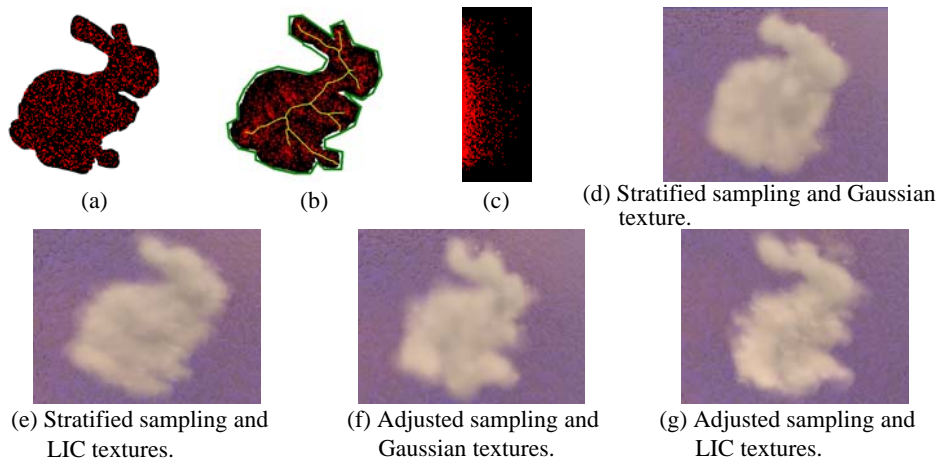 (a)
(b)
(c)
(d) Stratified sampling and Gaussian
texture.
(e) Stratified sampling and
LIC textures.
(f) Adjusted sampling and
Gaussian textures.
(g) Adjusted sampling and
LIC textures.